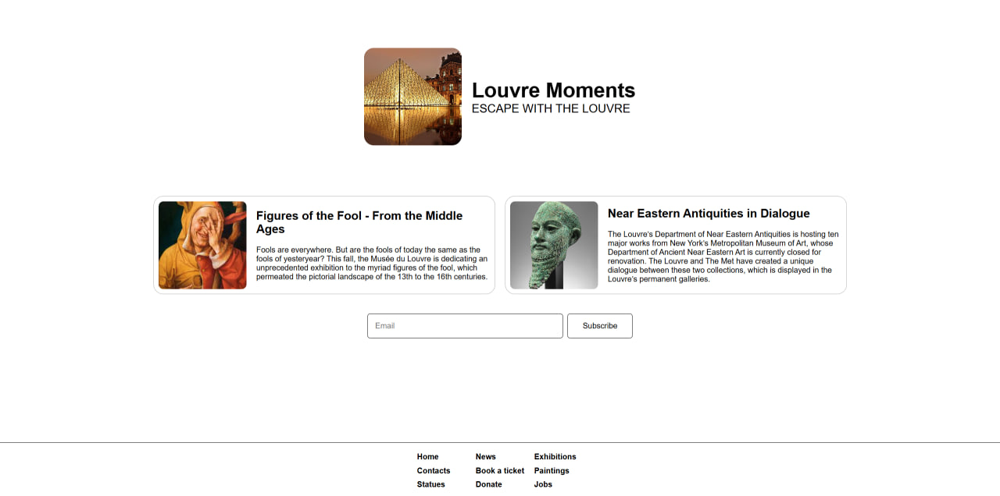 Louvre Moments
ESCAPE WITH THE LOUVRE
Figures of the Fool - From the Middle
Ages
Fools are everywhere. But are the fools of today the same as the
fools of yesteryear? This fall, the Musée du Louvre is dedicating an
unprecedented exhibition to the myriad figures of the fool, which
permeated the pictorial landscape of the 13th to the 16th centuries.
Near Eastern Antiquities in Dialogue
The Louvre's Department of Near Eastern Antiquities is hosting ten
major works from New York's Metropolitan Museum of Art, whose
Department of Ancient Near Eastern Art is currently closed for
renovation. The Louvre and The Met have created a unique
dialogue between these two collections, which is displayed in the
Louvre's permanent galleries.
Email
Subscribe
Home News Exhibitions
Contacts Book a ticket Paintings
Statues Donate Jobs